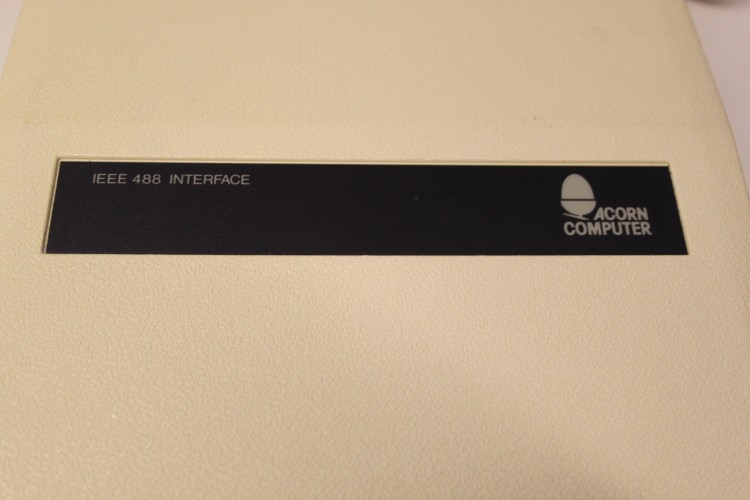 IEEE 488 INTERFACE
ACORN
COMPUTER